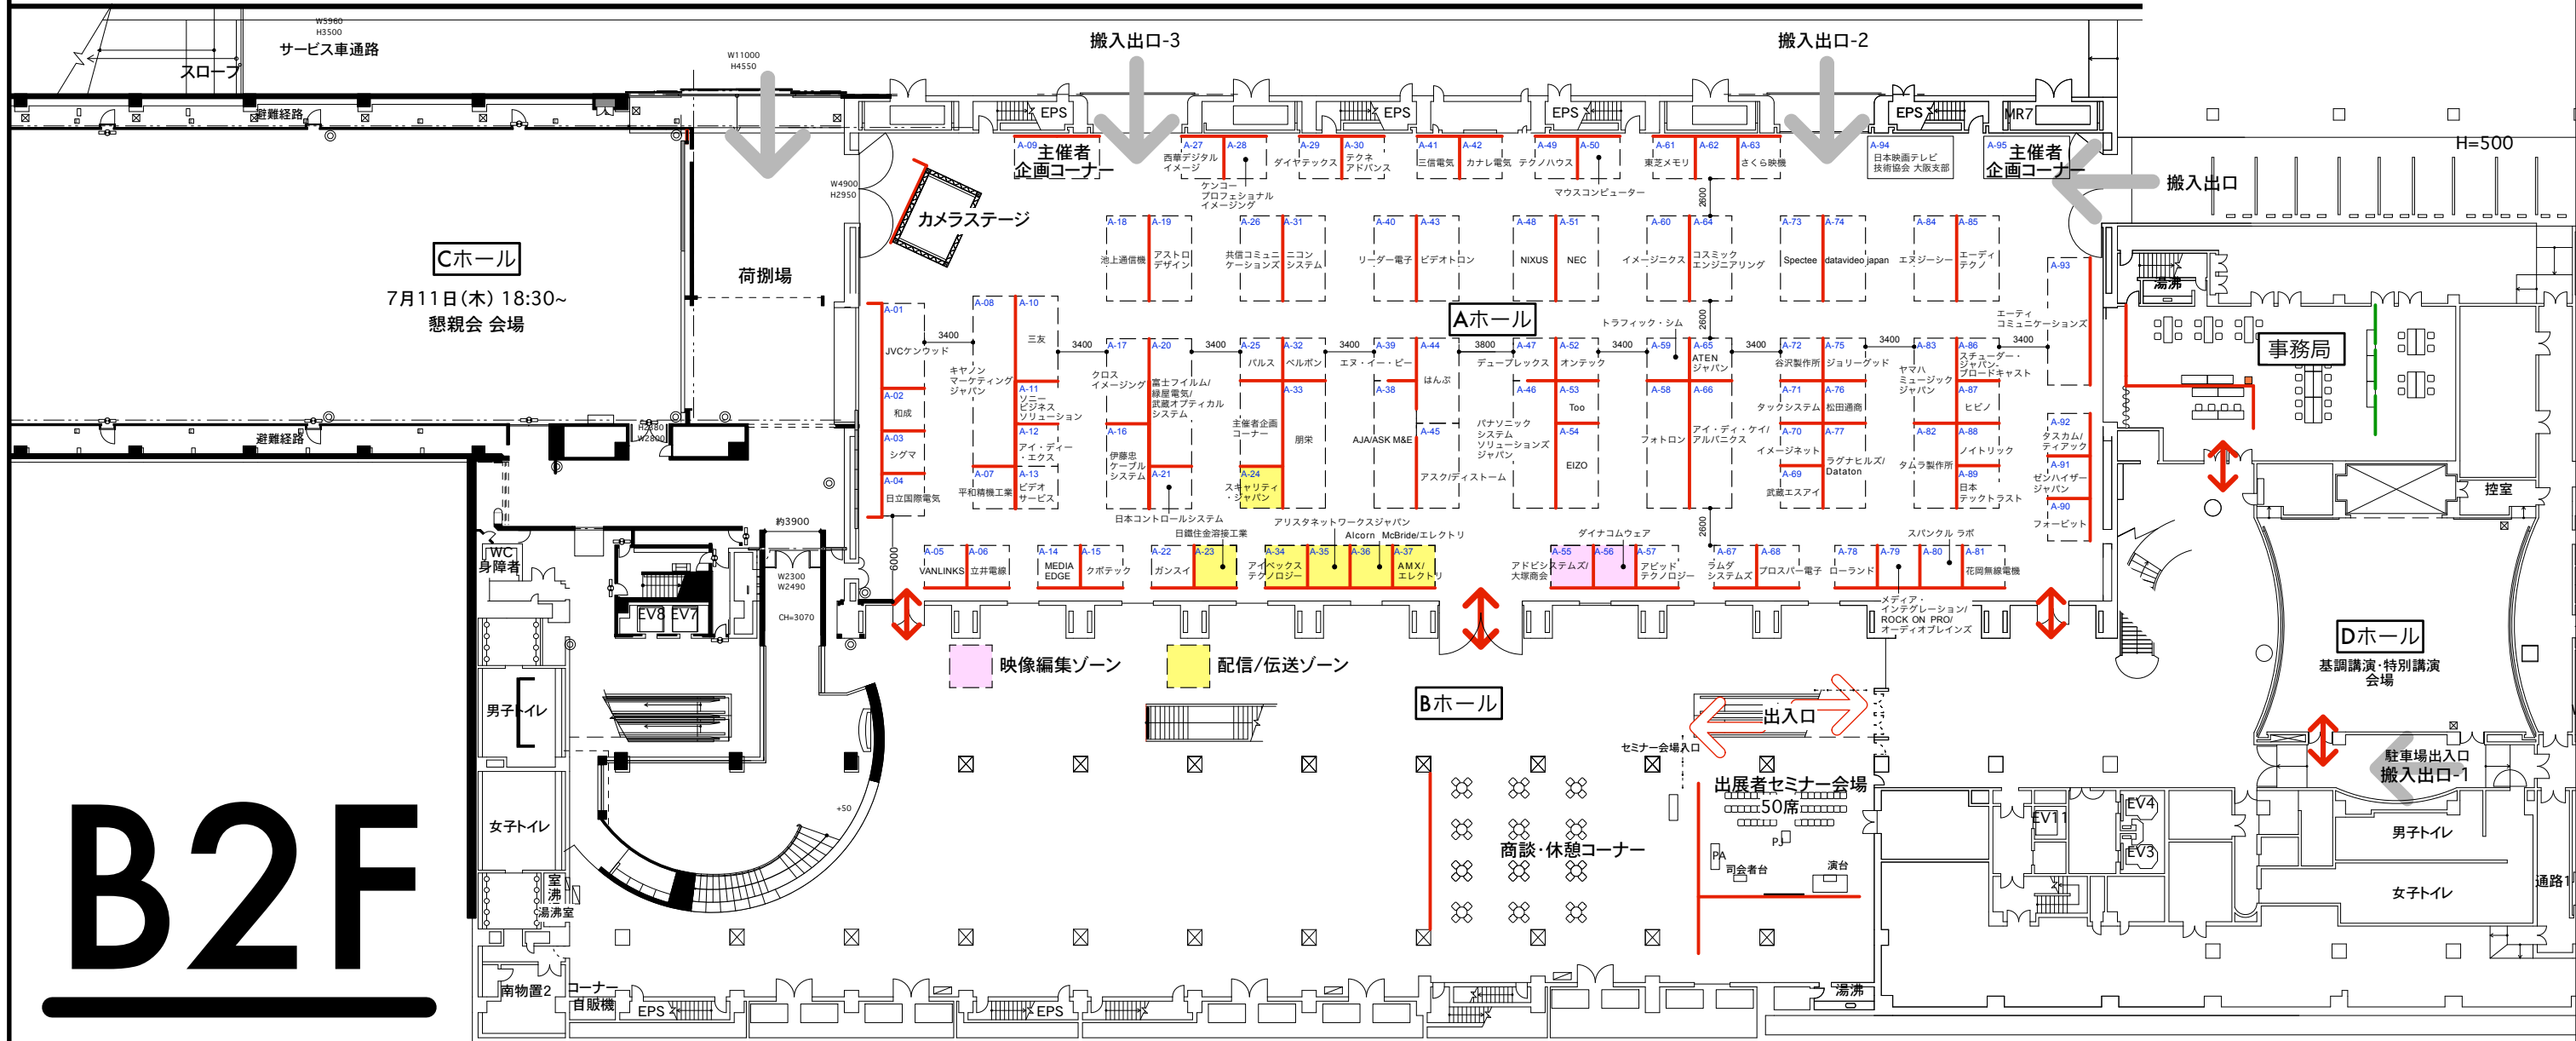 W5960
H3500
サービス車通路
スロープ
避難経路
W11000
H4550
搬入出口-3
搬入出口-2
EPS
EPS
EPS
EPS
MR7
H=500
搬入出口
A-09
主催者
企画コーナー
A-27
西華デジタル
イメージ
A-28
ケンコー
プロフェショナル
イメージング
A-29
ダイヤテックス
A-30
テクネ
アドバンス
A-41
三信電気
A-42
カナレ電気
A-49
テクノハウス
A-50
マウスコンピューター
A-61
東芝メモリ
A-62
A-63
さくら映機
A-94
日本映画テレビ
技術協会 大阪支部
A-95
主催者
企画コーナー
W4900
H2950
カメラステージ
荷捌場
Cホール
7月11日(木) 18:30~
懇親会 会場
A-18
池上通信機
A-19
アストロ
デザイン
A-26
共信コミュニ
ケーションズ
A-31
ニコン
システム
A-40
リーダー電子
A-43
ビデオトロン
A-48
NIXUS
A-51
NEC
A-60
イメージニクス
A-64
コスミック
エンジニアリング
2600
A-73
Spectee
A-74
datavideo japan
A-84
エヌジーシー
A-85
エーディ
テクノ
A-93
エーティ
コミュニケーションズ
湯沸
事務局
Aホール
2600
A-01
JVCケンウッド
A-02
和成
A-03
シグマ
A-04
日立国際電気
3400
A-08
キヤノン
マーケティング
ジャパン
A-10
三友
A-11
ソニー
ビジネス
ソリューション
A-12
アイ・ディー
・エクス
A-07
平和精機工業
A-13
ビデオ
サービス
3400
A-17
クロス
イメージング
A-20
富士フイルム/
緑屋電気/
武蔵オプティカル
システム
A-16
伊藤忠
ケーブル
システム
A-21
日本コントロールシステム
3400
A-25
パルス
A-32
ベルボン
A-33
朋栄
主催者企画
コーナー
A-24
スキャリティ
・ジャパン
3400
A-39
エヌ・イー・ピー
A-44
はんぷ
A-38
AJA/ASK M&E
A-45
アスク/ディストーム
3800
A-47
デュープレックス
A-52
オンテック
A-46
パナソニック
システム
ソリューションズ
ジャパン
A-53
Too
A-54
EIZO
3400
トラフィック・シム
A-59
A-65
ATEN
ジャパン
A-58
フォトロン
A-66
アイ・ディ・ケイ/
アルバニクス
3400
A-72
谷沢製作所
A-75
ジョリーグッド
A-71
タックシステム
A-76
松田通商
A-70
イメージネット
A-77
ラグナヒルズ/
Dataton
A-69
武蔵エスアイ
3400
A-83
ヤマハ
ミュージック
ジャパン
A-86
スチューダー・
ジャパン-
ブロードキャスト
A-87
ヒビノ
A-82
タムラ製作所
A-88
ノイトリック
A-89
日本
テックトラスト
3400
A-92
タスカム/
ティアック
A-91
ゼンハイザー
ジャパン
A-90
フォービット
控室
避難経路
H2880
W2800
約3900
W2300
W2490
CH=3070
6000
A-05
VANLINKS
A-06
立井電線
A-14
MEDIA
EDGE
A-15
クボテック
A-22
ガンスイ
A-23
日鐵住金溶接工業
A-34
アイベックス
テクノロジー
A-35
アリスタネットワークスジャパン
A-36
Alcorn McBride/エレクトリ
A-37
AMX/
エレクトリ
A-55
アドビシステムズ/
大塚商会
A-56
ダイナコムウェア
A-57
アビッド
テクノロジー
2600
A-67
ラムダ
システムズ
A-68
プロスパー電子
A-78
ローランド
A-79
メディア・
インテグレーション/
ROCK ON PRO/
オーディオブレインズ
A-80
スパンクル ラボ
A-81
花岡無線電機
WC
身障者
EV8
EV7
映像編集ゾーン
配信/伝送ゾーン
Bホール
Dホール
基調講演・特別講演
会場
男子トイレ
女子トイレ
出入口
セミナー会場入口
出展者セミナー会場
50席
商談・休憩コーナー
PA
PJ
司会者台
演台
駐車場出入口
搬入出口-1
EV4
EV11
EV3
男子トイレ
女子トイレ
通路1
+50
室
沸
湯沸室
南物置2
コーナー
自販機
EPS
EPS
湯沸
B2F